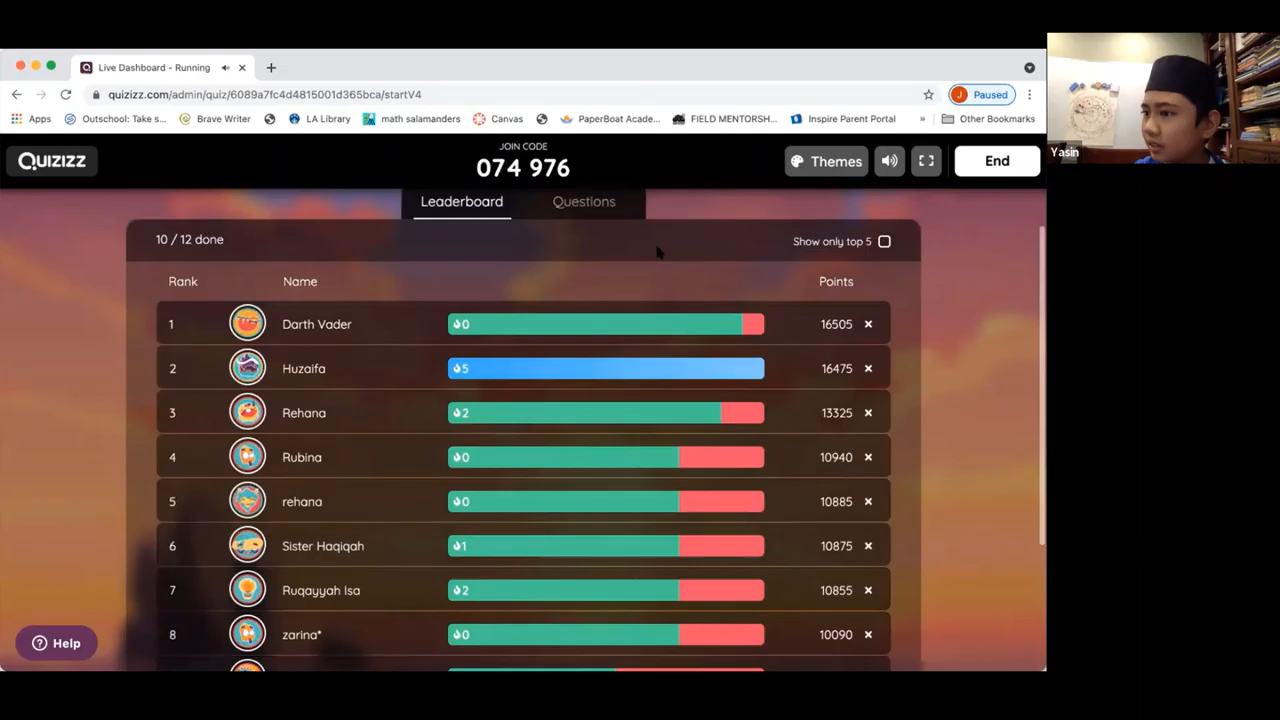 Live Dashboard - Running
quizizz.com/admin/quiz/6089a7fc4d4815001d365bca/startV4
J Paused
Apps Outschool: Take s... Brave Writer LA Library math salamanders Canvas PaperBoat Acade... FIELD MENTORSH... Inspire Parent Portal » Other Bookmarks
Yasin
QUIZIZZ
JOIN CODE
074 976
Themes
End
Leaderboard Questions
10 / 12 done
Show only top 5
Rank Name Points
1 Darth Vader 0 16505
2 Huzaifa 5 16475
3 Rehana 2 13325
4 Rubina 0 10940
5 rehana 0 10885
6 Sister Haqiqah 1 10875
7 Ruqayyah Isa 2 10855
8 zarina* 0 10090
Help